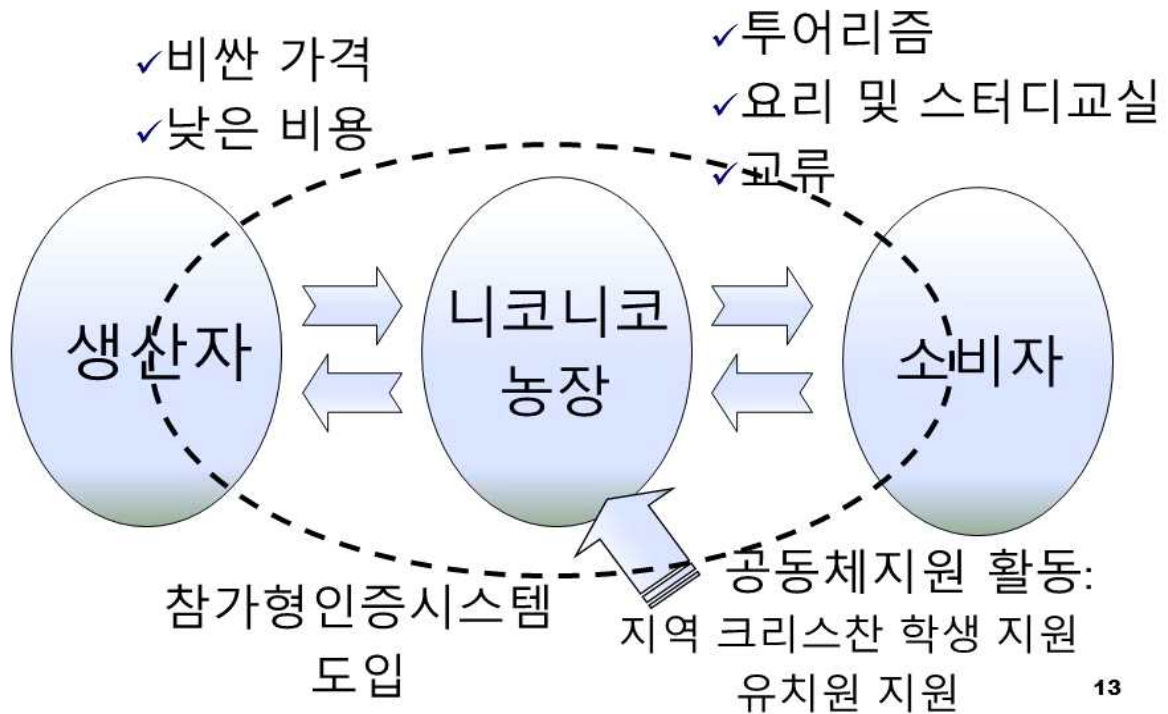 ✓비싼 가격
✓낮은 비용
✓투어리즘
✓요리 및 스터디교실
✓교류
생산자
니코니코
농장
소비자
참가형인증시스템
도입
공동체지원 활동:
지역 크리스찬 학생 지원
유치원 지원
13